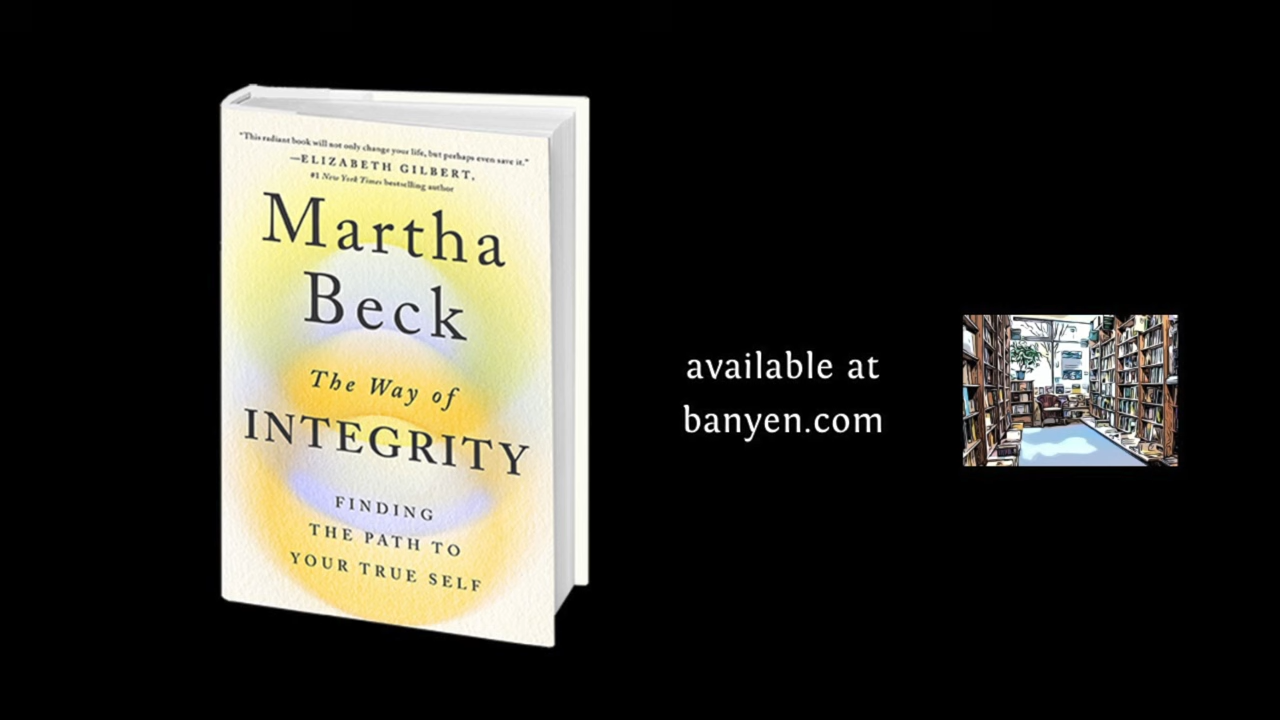 "This radiant book will not only change your life, but perhaps even save it."
—ELIZABETH GILBERT,
#1 New York Times bestselling author
Martha
Beck
The Way of
INTEGRITY
FINDING
THE PATH TO
YOUR TRUE SELF
available at
banyen.com